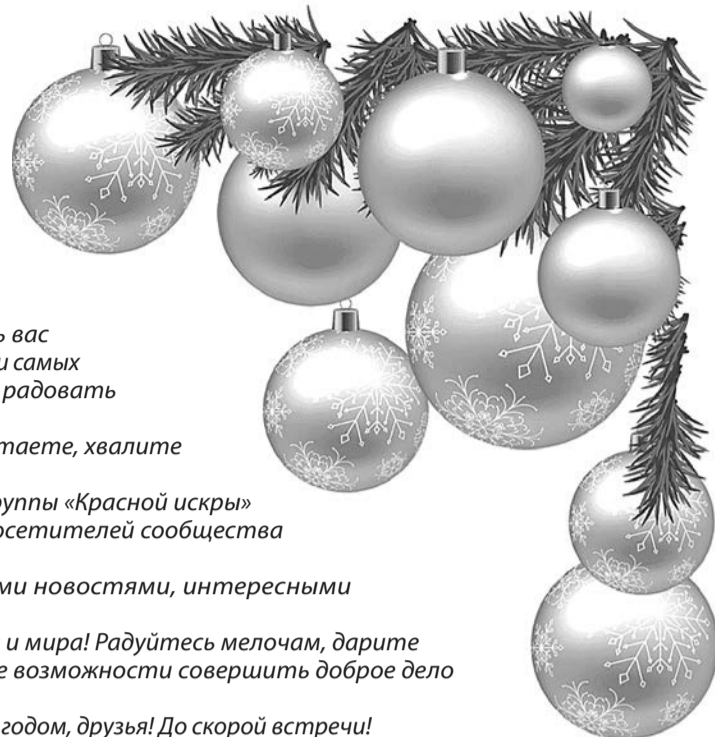 ь вас
и самых
радовать
таете, хвалите
руппы «Красной искры»
осетителей сообщества
ми новостями, интересными
и мира! Радуйтесь мелочам, дарите
е возможности совершить доброе дело
годом, друзья! До скорой встречи!